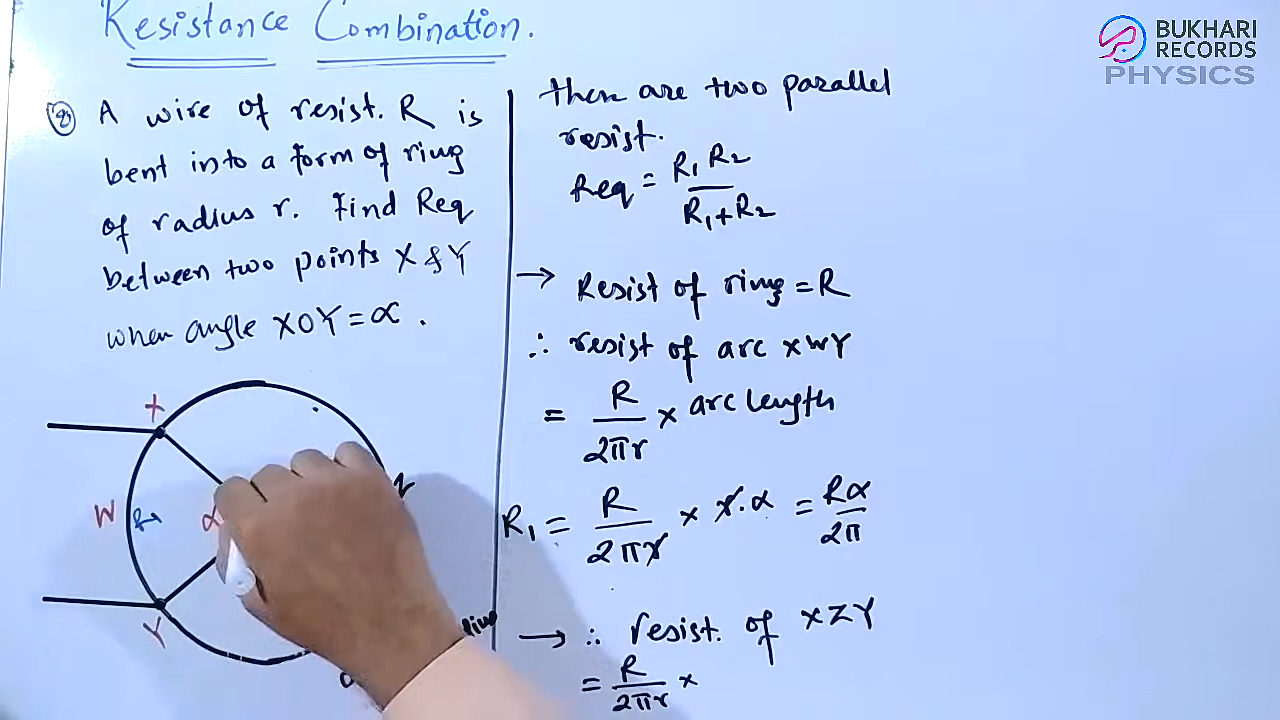 Resistance Combination.
BUKHARI
RECORDS
PHYSICS
Q A wire of resist. R is
bent into a form of ring
of radius r. Find Req
between two points X & Y
when angle XOY = α .
X
W
α
Y
then are two parallel
resist.
Req = R1 R2 / R1 + R2
→ Resist of ring = R
∴ resist of arc XWY
= R / 2πr × arc length
R1 = R / 2πr × r . α = Rα / 2π
→ ∴ resist. of XZY
= R / 2πr ×